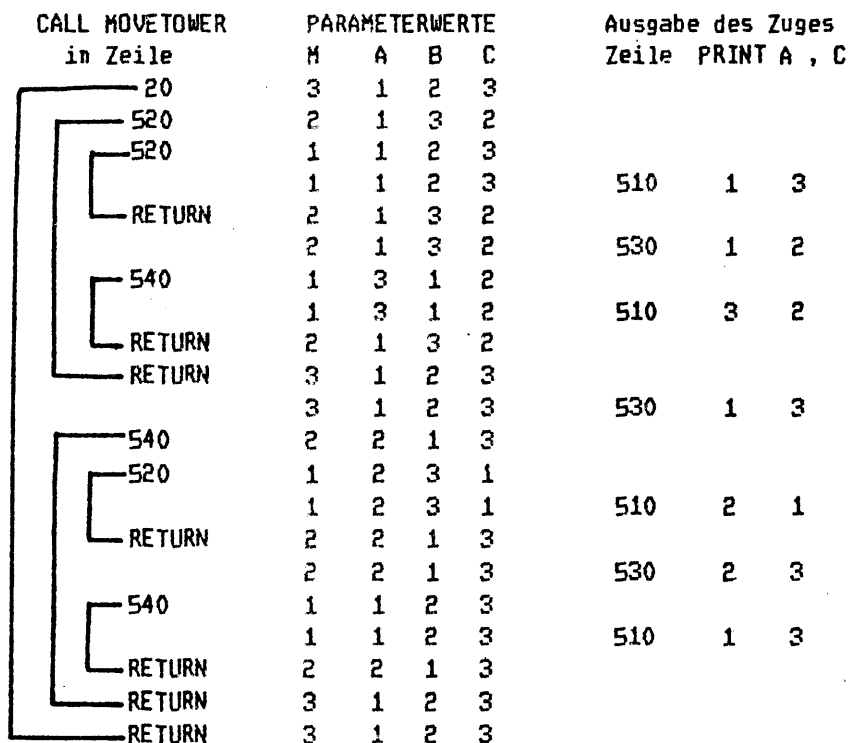 CALL MOVETOWER PARAMETERWERTE Ausgabe des Zuges
in Zeile M A B C Zeile PRINT A , C
20 3 1 2 3
520 2 1 3 2
520 1 1 2 3
1 1 2 3 510 1 3
RETURN 2 1 3 2
2 1 3 2 530 1 2
540 1 3 1 2
1 3 1 2 510 3 2
RETURN 2 1 3 2
RETURN 3 1 2 3
3 1 2 3 530 1 3
540 2 2 1 3
520 1 2 3 1
1 2 3 1 510 2 1
RETURN 2 2 1 3
2 2 1 3 530 2 3
540 1 1 2 3
1 1 2 3 510 1 3
RETURN 2 2 1 3
RETURN 3 1 2 3
RETURN 3 1 2 3